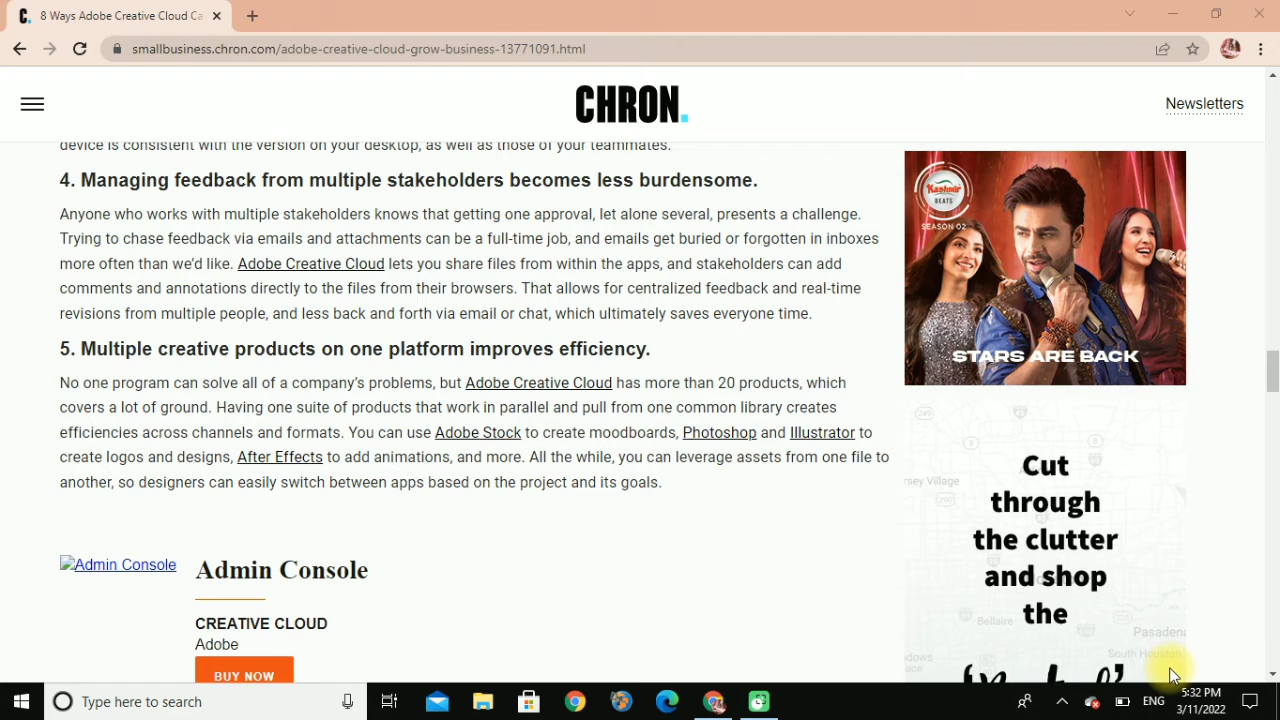 8 Ways Adobe Creative Cloud Ca
smallbusiness.chron.com/adobe-creative-cloud-grow-business-13771091.html
CHRON.
Newsletters
device is consistent with the version on your desktop, as well as those of your teammates.
4. Managing feedback from multiple stakeholders becomes less burdensome.
Anyone who works with multiple stakeholders knows that getting one approval, let alone several, presents a challenge.
Trying to chase feedback via emails and attachments can be a full-time job, and emails get buried or forgotten in inboxes
more often than we'd like. Adobe Creative Cloud lets you share files from within the apps, and stakeholders can add
comments and annotations directly to the files from their browsers. That allows for centralized feedback and real-time
revisions from multiple people, and less back and forth via email or chat, which ultimately saves everyone time.
5. Multiple creative products on one platform improves efficiency.
No one program can solve all of a company's problems, but Adobe Creative Cloud has more than 20 products, which
covers a lot of ground. Having one suite of products that work in parallel and pull from one common library creates
efficiencies across channels and formats. You can use Adobe Stock to create moodboards, Photoshop and Illustrator to
create logos and designs, After Effects to add animations, and more. All the while, you can leverage assets from one file to
another, so designers can easily switch between apps based on the project and its goals.
Admin Console
Admin Console
CREATIVE CLOUD
Adobe
BUY NOW
Kashmir
BEATS
SEASON 02
STARS ARE BACK
249
8
8
290
rsey Village
Cut
through
the clutter
and shop
the
Bellaire
Pasadena
South Houston
Type here to search
ENG
5:32 PM
3/11/2022